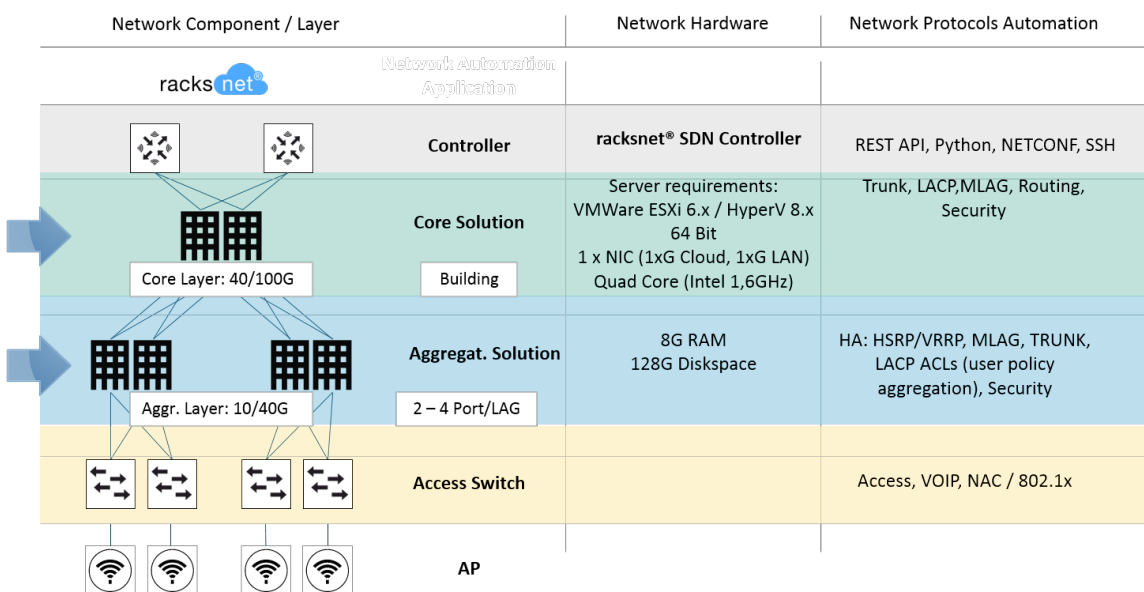 Network Component / Layer
Network Hardware
Network Protocols Automation
racksnet®
Network Automation
Application
Controller
racksnet® SDN Controller
REST API, Python, NETCONF, SSH
Core Solution
Server requirements:
VMWare ESXi 6.x / HyperV 8.x
64 Bit
1 x NIC (1xG Cloud, 1xG LAN)
Quad Core (Intel 1,6GHz)
Trunk, LACP,MLAG, Routing,
Security
Core Layer: 40/100G
Building
Aggregat. Solution
8G RAM
128G Diskspace
HA: HSRP/VRRP, MLAG, TRUNK,
LACP ACLs (user policy
aggregation), Security
Aggr. Layer: 10/40G
2 – 4 Port/LAG
Access Switch
Access, VOIP, NAC / 802.1x
AP